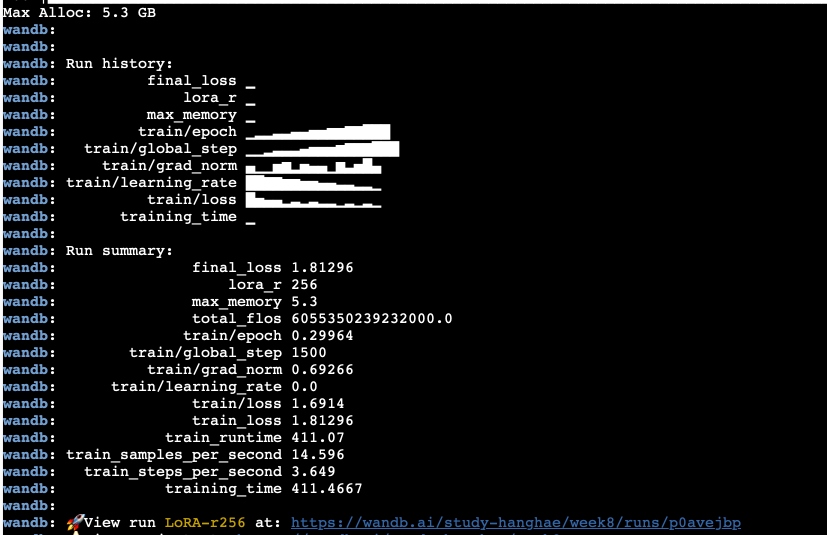 Max Alloc: 5.3 GB
wandb:
wandb:
wandb: Run history:
wandb: final_loss
wandb: lora_r
wandb: max_memory
wandb: train/epoch
wandb: train/global_step
wandb: train/grad_norm
wandb: train/learning_rate
wandb: train/loss
wandb: training_time
wandb:
wandb: Run summary:
wandb: final_loss 1.81296
wandb: lora_r 256
wandb: max_memory 5.3
wandb: total_flos 6055350239232000.0
wandb: train/epoch 0.29964
wandb: train/global_step 1500
wandb: train/grad_norm 0.69266
wandb: train/learning_rate 0.0
wandb: train/loss 1.6914
wandb: train_loss 1.81296
wandb: train_runtime 411.07
wandb: train_samples_per_second 14.596
wandb: train_steps_per_second 3.649
wandb: training_time 411.4667
wandb:
wandb: 🚀View run LoRA-r256 at: https://wandb.ai/study-hanghae/week8/runs/p0avejbp